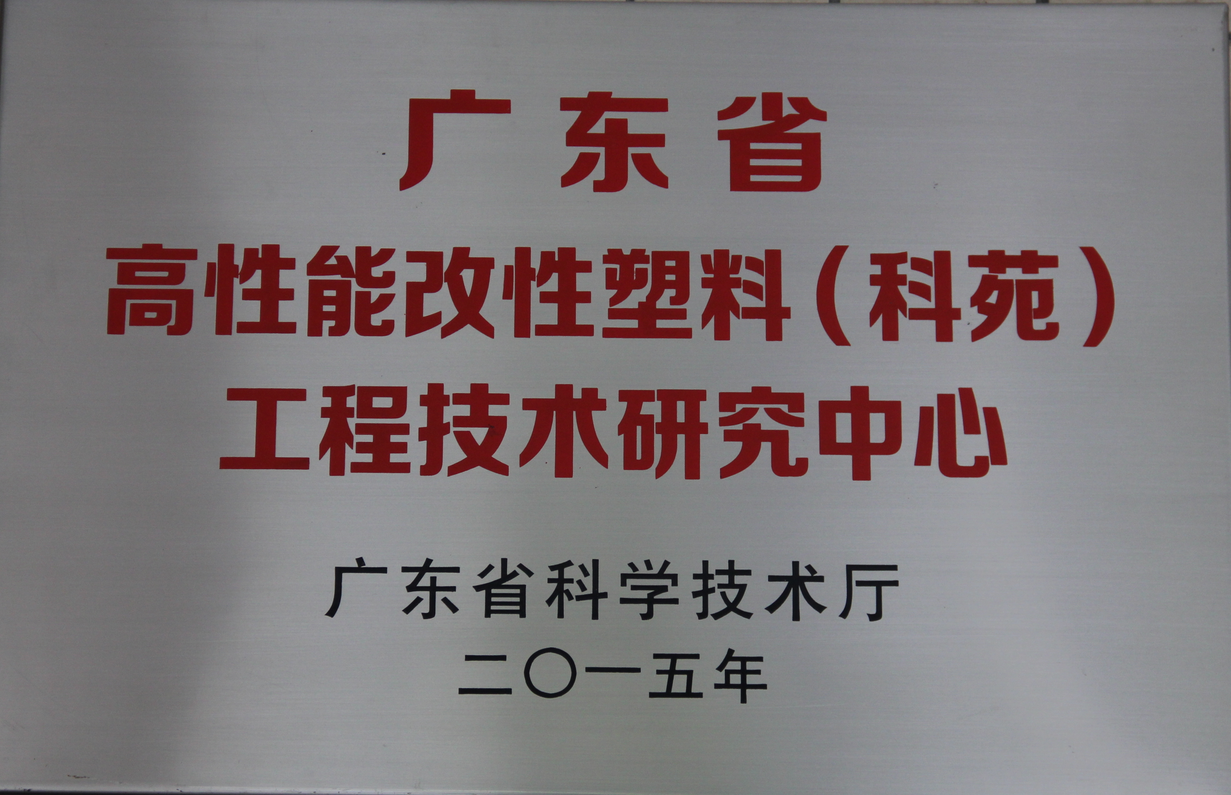 广东省
高性能改性塑料(科苑)
工程技术研究中心
广东省科学技术厅
二〇一五年